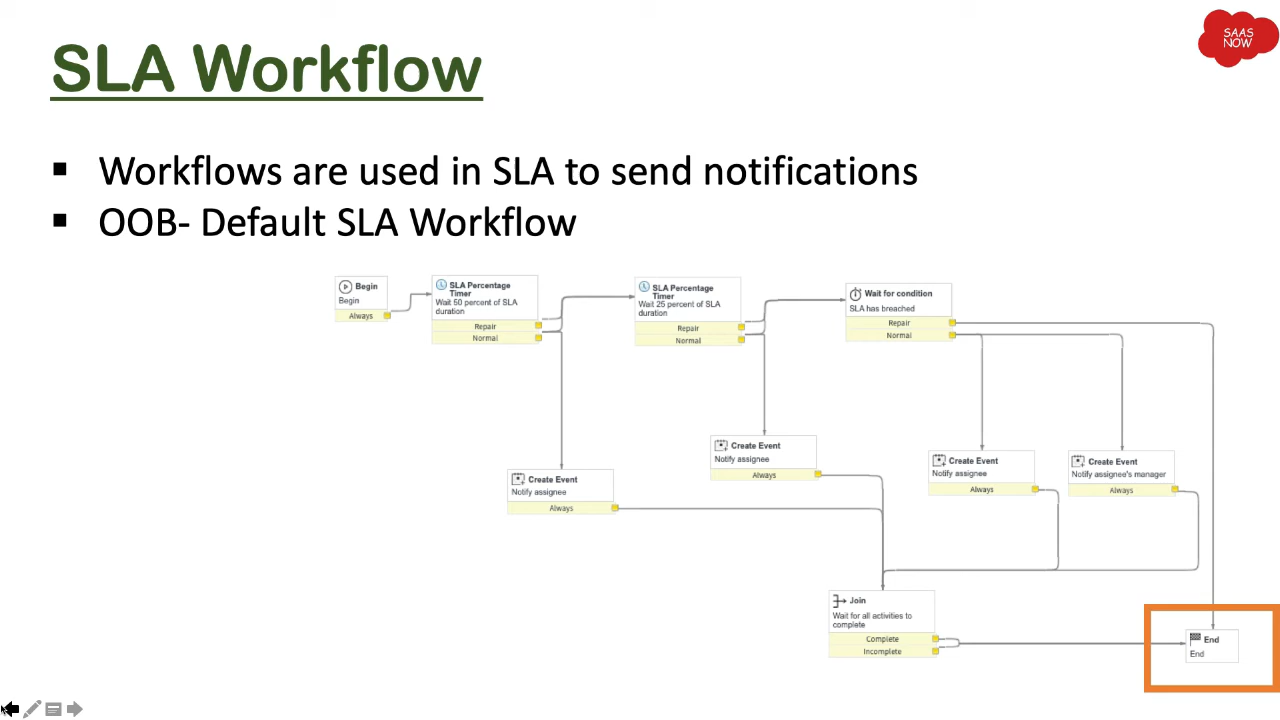 SAAS
NOW
SLA Workflow
▪ Workflows are used in SLA to send notifications
▪ OOB- Default SLA Workflow
Begin
Begin
Always
SLA Percentage
Timer
Wait 50 percent of SLA
duration
Repair
Normal
SLA Percentage
Timer
Wait 25 percent of SLA
duration
Repair
Normal
Wait for condition
SLA has breached
Repair
Normal
Create Event
Notify assignee
Always
Create Event
Notify assignee
Always
Create Event
Notify assignee
Always
Create Event
Notify assignee's manager
Always
Join
Wait for all activities to
complete
Complete
Incomplete
End
End